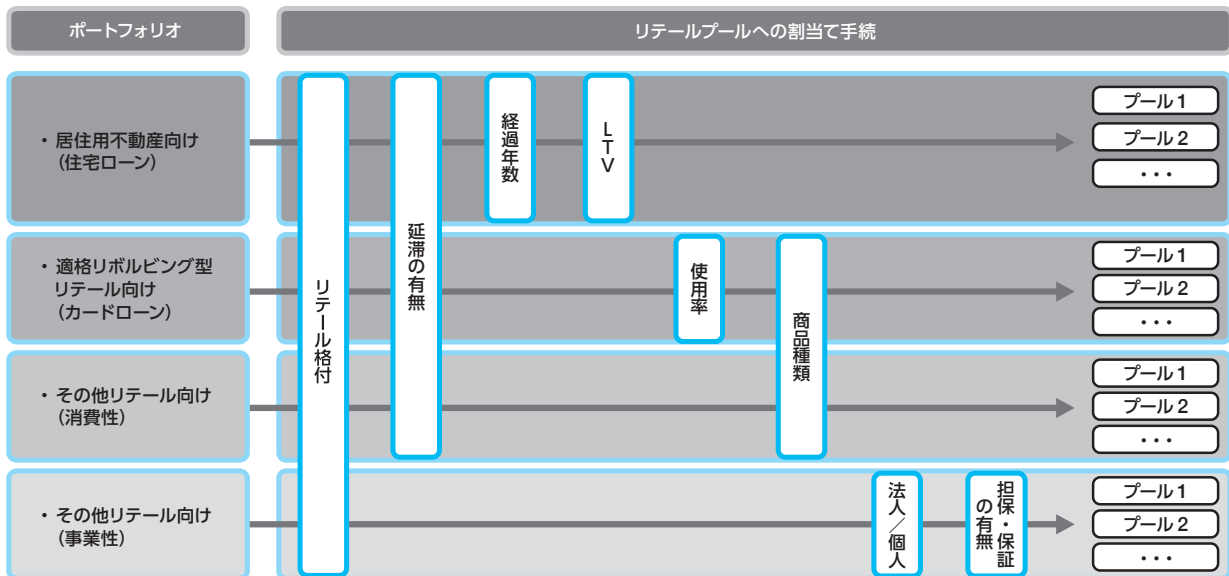 ポートフォリオ
リテールプールへの割当て手続
・ 居住用不動産向け
（住宅ローン）
リテール格付
延滞の有無
経過年数
LTV
プール 1
プール 2
・・・
・ 適格リボルビング型
リテール向け
（カードローン）
使用率
商品種類
プール 1
プール 2
・・・
・ その他リテール向け
（消費性）
プール 1
プール 2
・・・
・ その他リテール向け
（事業性）
法人／個人
担保・保証
の有無
プール 1
プール 2
・・・